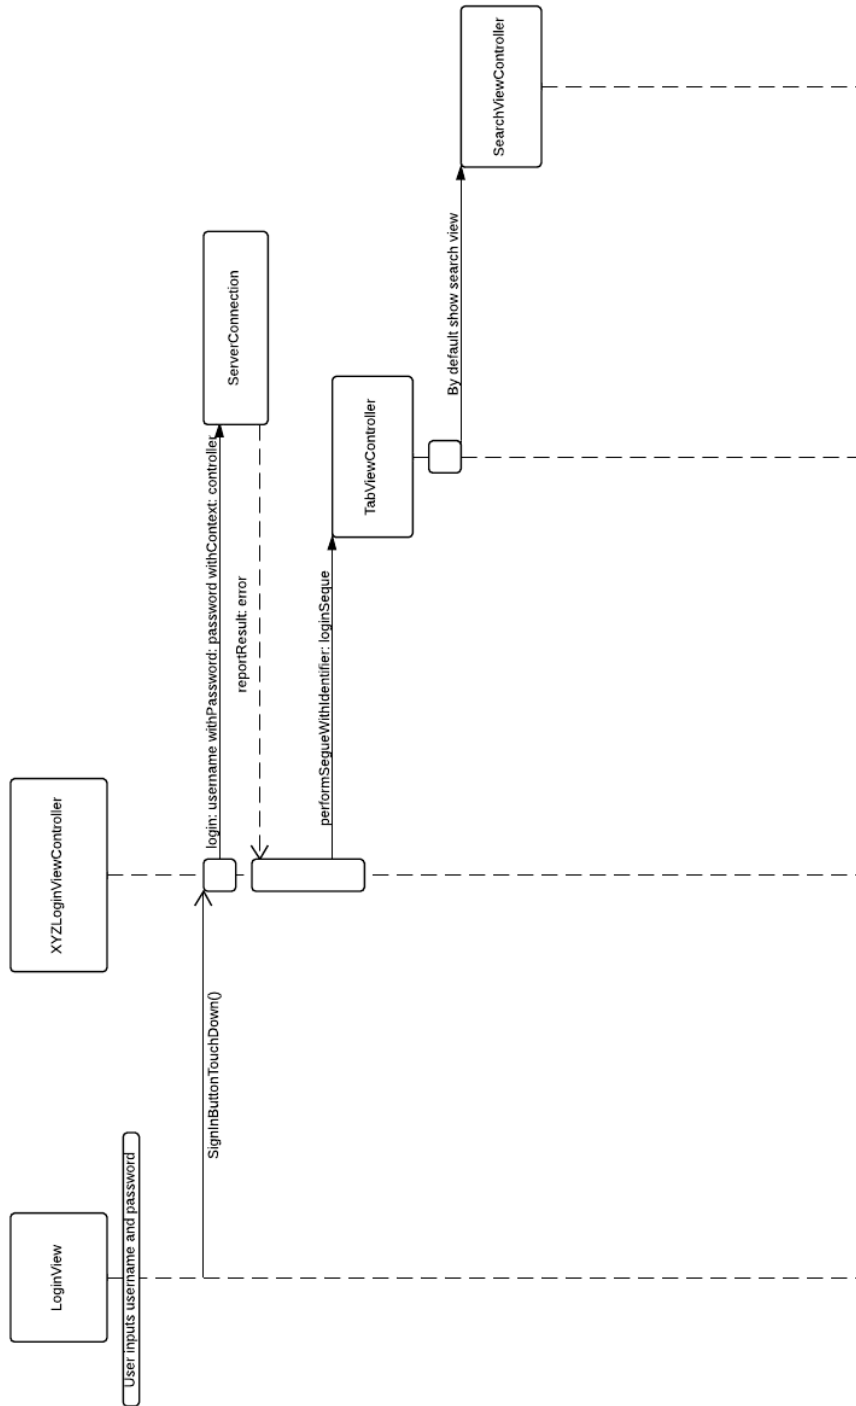 LoginView
XYZLoginViewController
User inputs username and password
SignInButtonTouchDown()
login: username withPassword: password withContext: controller
ServerConnection
reportResult: error
performSegueWithIdentifier: loginSeque
TabViewController
By default show search view
SearchViewController